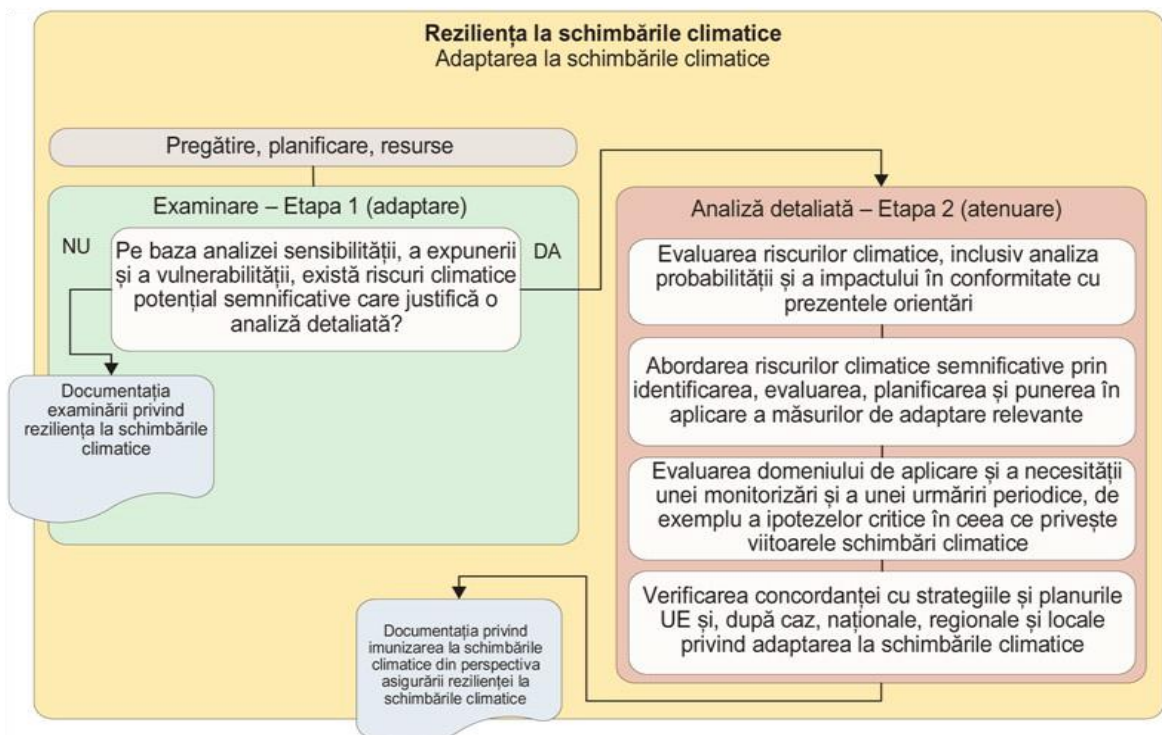 Reziliența la schimbările climatice
Adaptarea la schimbările climatice
Pregătire, planificare, resurse
Examinare – Etapa 1 (adaptare)
NU
Pe baza analizei sensibilității, a expunerii
și a vulnerabilității, există riscuri climatice
potențial semnificative care justifică o
analiză detaliată?
DA
Documentația
examinării privind
reziliența la schimbările
climatice
Analiză detaliată – Etapa 2 (atenuare)
Evaluarea riscurilor climatice, inclusiv analiza
probabilității și a impactului în conformitate cu
prezentele orientări
Abordarea riscurilor climatice semnificative prin
identificarea, evaluarea, planificarea și punerea în
aplicare a măsurilor de adaptare relevante
Evaluarea domeniului de aplicare și a necesității
unei monitorizări și a unei urmăriri periodice, de
exemplu a ipotezelor critice în ceea ce privește
viitoarele schimbări climatice
Verificarea concordanței cu strategiile și planurile
UE și, după caz, naționale, regionale și locale
privind adaptarea la schimbările climatice
Documentația privind
imunizarea la schimbările
climatice din perspectiva
asigurării rezilienței la
schimbările climatice